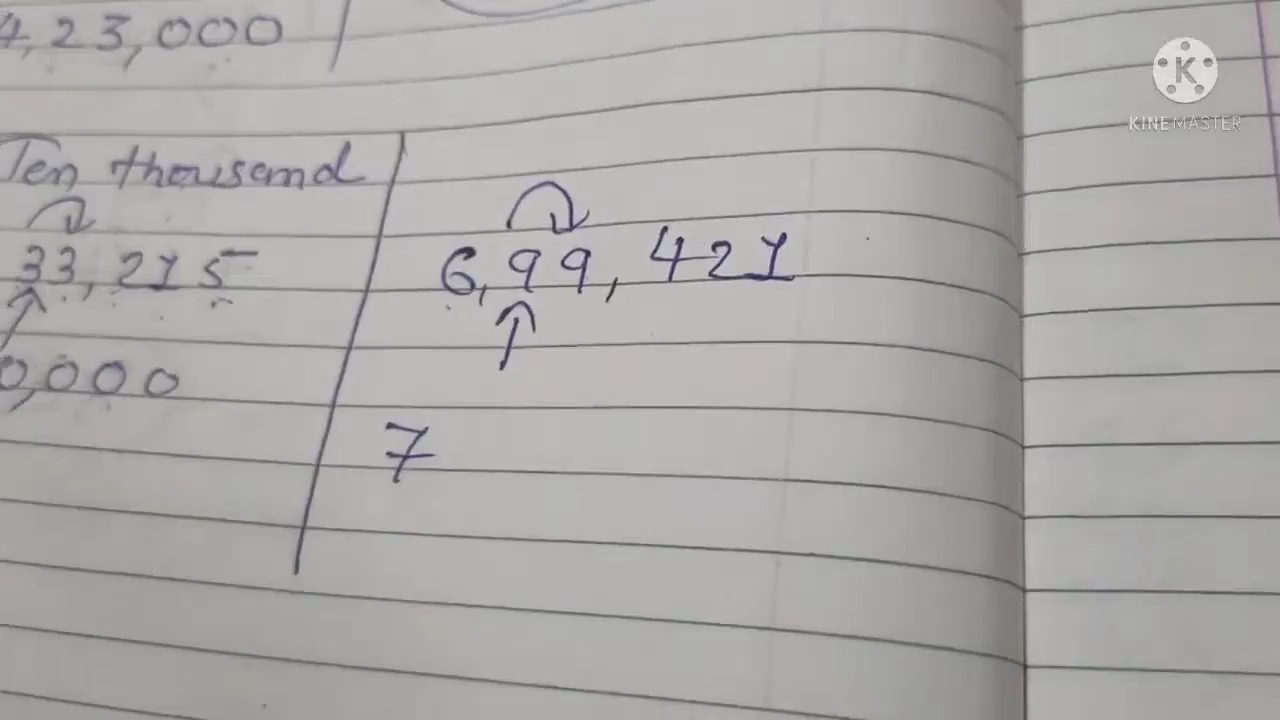 4,23,000
KINEMASTER
Ten thousand
33,215
6,99,421
0,000
7